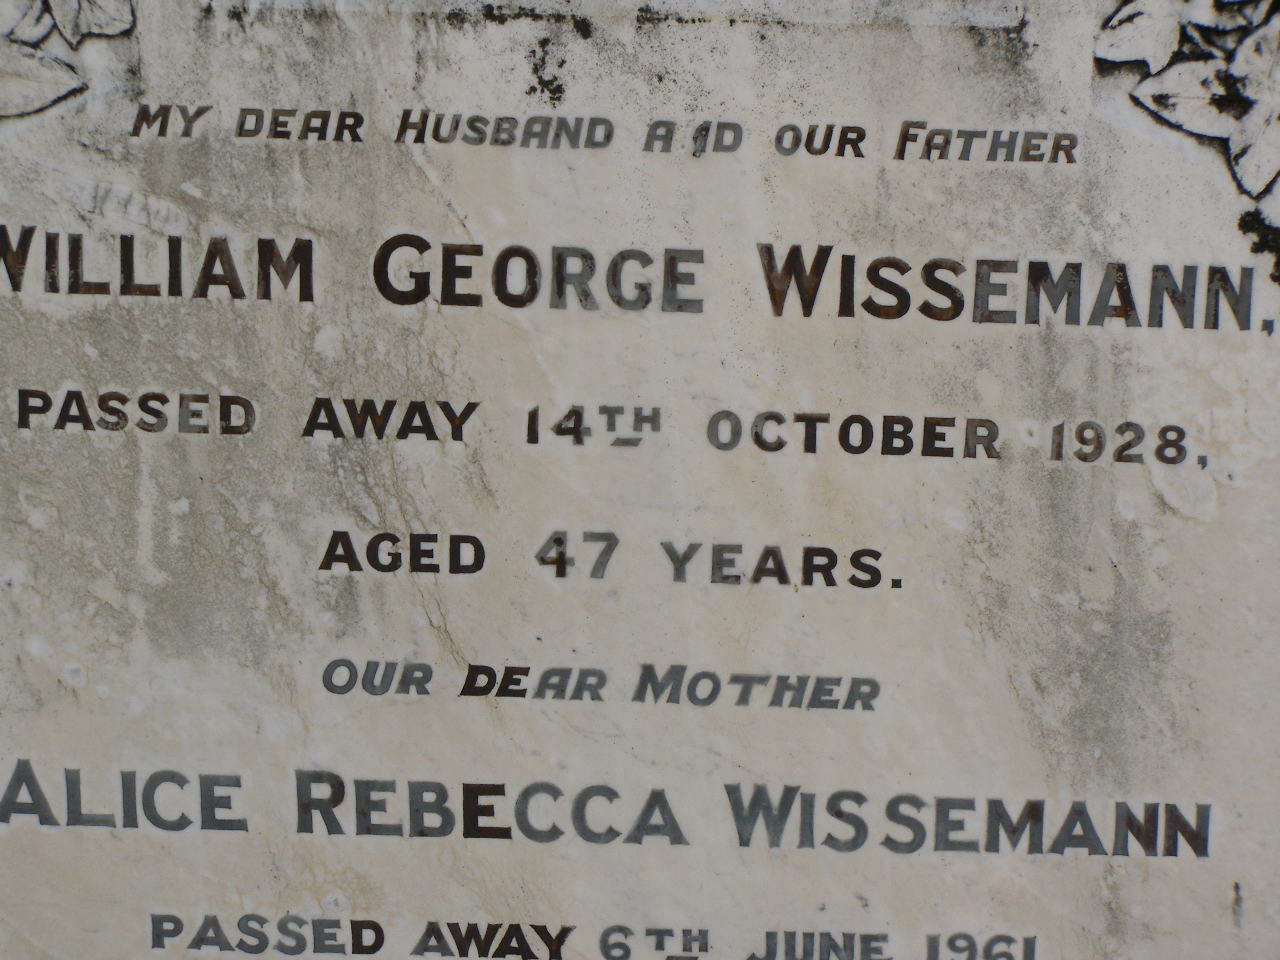 MY DEAR HUSBAND AND OUR FATHER
WILLIAM GEORGE WISSEMANN,
PASSED AWAY 14TH OCTOBER 1928,
AGED 47 YEARS.
OUR DEAR MOTHER
ALICE REBECCA WISSEMANN
PASSED AWAY 6TH JUNE 1961